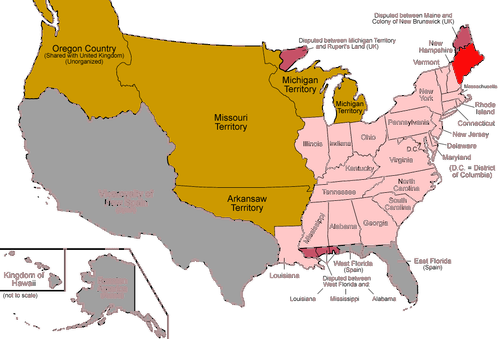 Disputed between Maine and
Colony of New Brunswick (UK)
Disputed between Michigan Territory
and Rupert's Land (UK)
New
Hampshire
Vermont
Oregon Country
(Shared with United Kingdom)
(Unorganized)
Michigan
Territory
Michigan
Territory
Massachusetts
New
York
Rhode
Island
Connecticut
New Jersey
Pennsylvania
Missouri
Territory
Illinois
Indiana
Ohio
Delaware
Maryland
D.C.
(D.C. = District
of Columbia)
Virginia
Kentucky
North
Carolina
Tennessee
South
Carolina
Arkansaw
Territory
Mississippi
Alabama
Georgia
Louisiana
West Florida
(Spain)
East Florida
(Spain)
Disputed between
West Florida and
Louisiana
Mississippi
Alabama
Kingdom of
Hawaii
(not to scale)